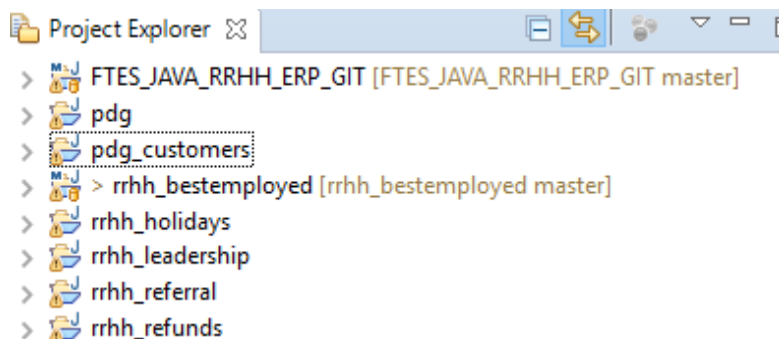 Project Explorer
FTES_JAVA_RRHH_ERP_GIT [FTES_JAVA_RRHH_ERP_GIT master]
pdg
pdg_customers
> rrhh_bestemployed [rrhh_bestemployed master]
rrhh_holidays
rrhh_leadership
rrhh_referral
rrhh_refunds